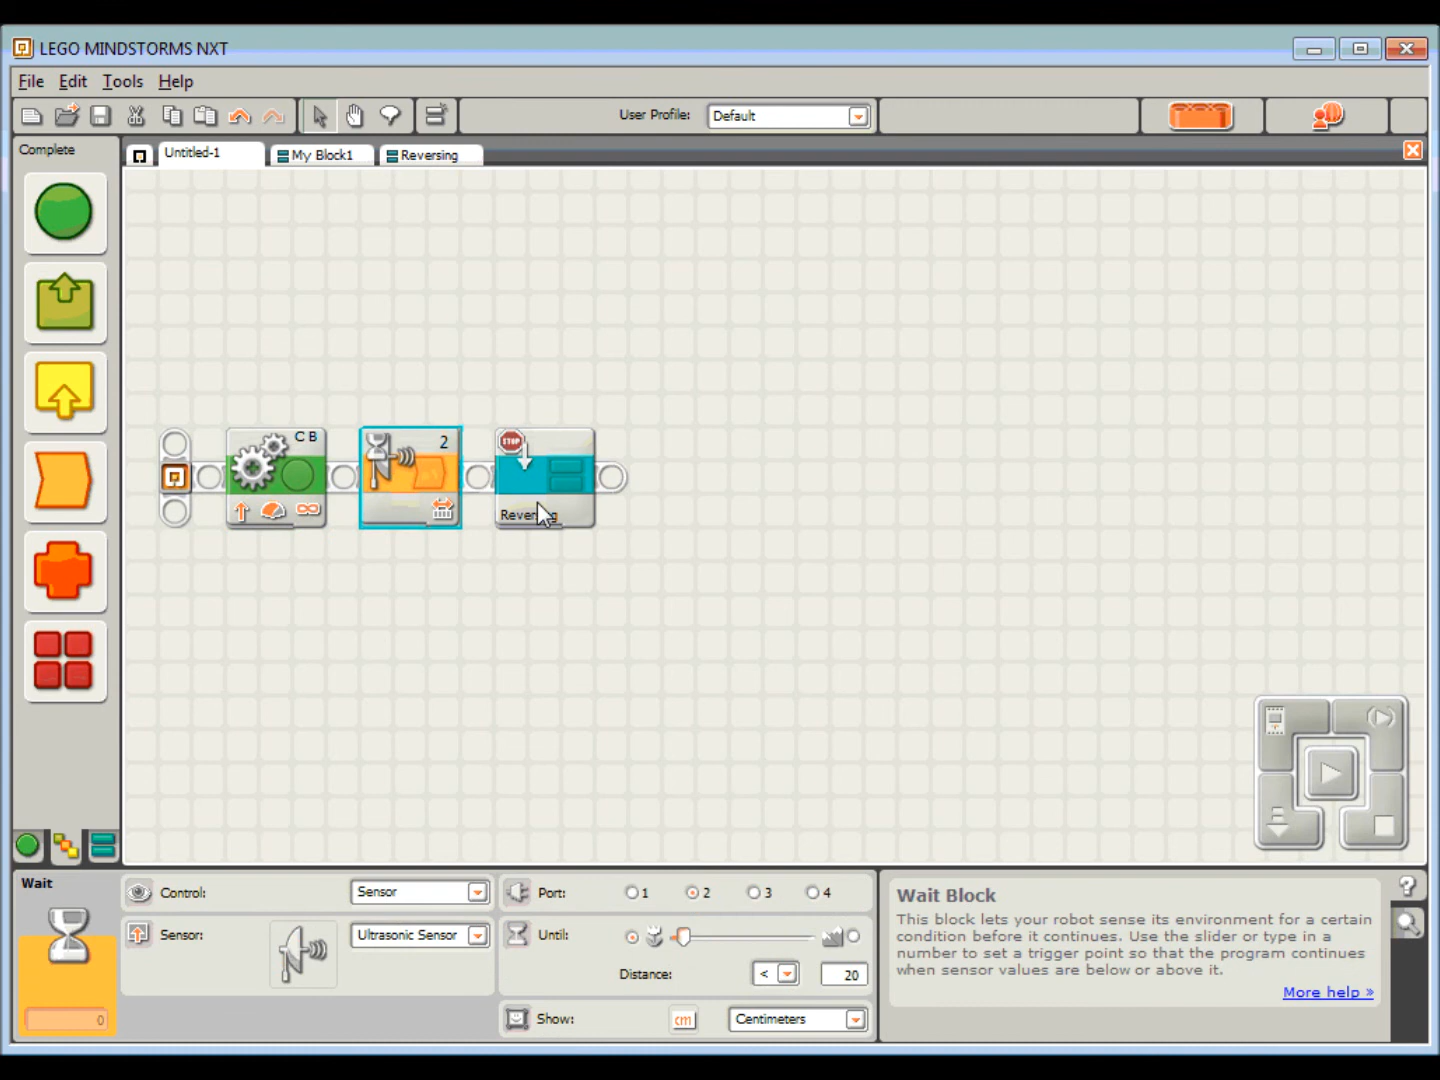 LEGO MINDSTORMS NXT
File Edit Tools Help
User Profile: Default
Complete
Untitled-1 My Block1 Reversing
C B
2
STOP
Wait
Control: Sensor
Port: 1 2 3 4
Sensor: Ultrasonic Sensor
Until:
Distance: < 20
0
Show: cm Centimeters
Wait Block
This block lets your robot sense its environment for a certain
condition before it continues. Use the slider or type in a
number to set a trigger point so that the program continues
when sensor values are below or above it.
More help »
?